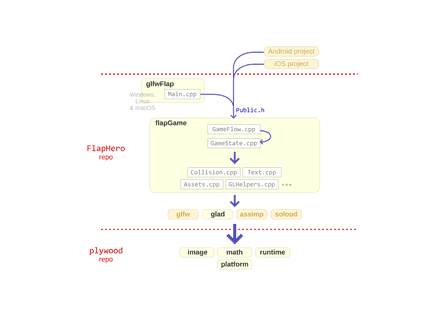 Android project
iOS project
glfwFlap
Main.cpp
Windows,
Linux
& macOS
Public.h
flapGame
GameFlow.cpp
GameState.cpp
FlapHero
repo
Collision.cpp
Text.cpp
Assets.cpp
GLHelpers.cpp
glfw
glad
assimp
soloud
plywood
repo
image
math
runtime
platform